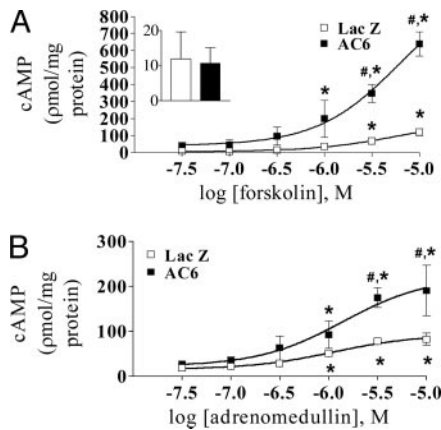 A
Lac Z
AC6
cAMP
(ρmol/mg
protein)
800
700
600
500
400
300
200
100
0
20
10
0
*
#,*
#,*
*
*
-7.5 -7.0 -6.5 -6.0 -5.5 -5.0
log [forskolin], M
B
Lac Z
AC6
cAMP
(ρmol/mg
protein)
300
200
100
0
*
#,*
#,*
*
*
*
-7.5 -7.0 -6.5 -6.0 -5.5 -5.0
log [adrenomedullin], M